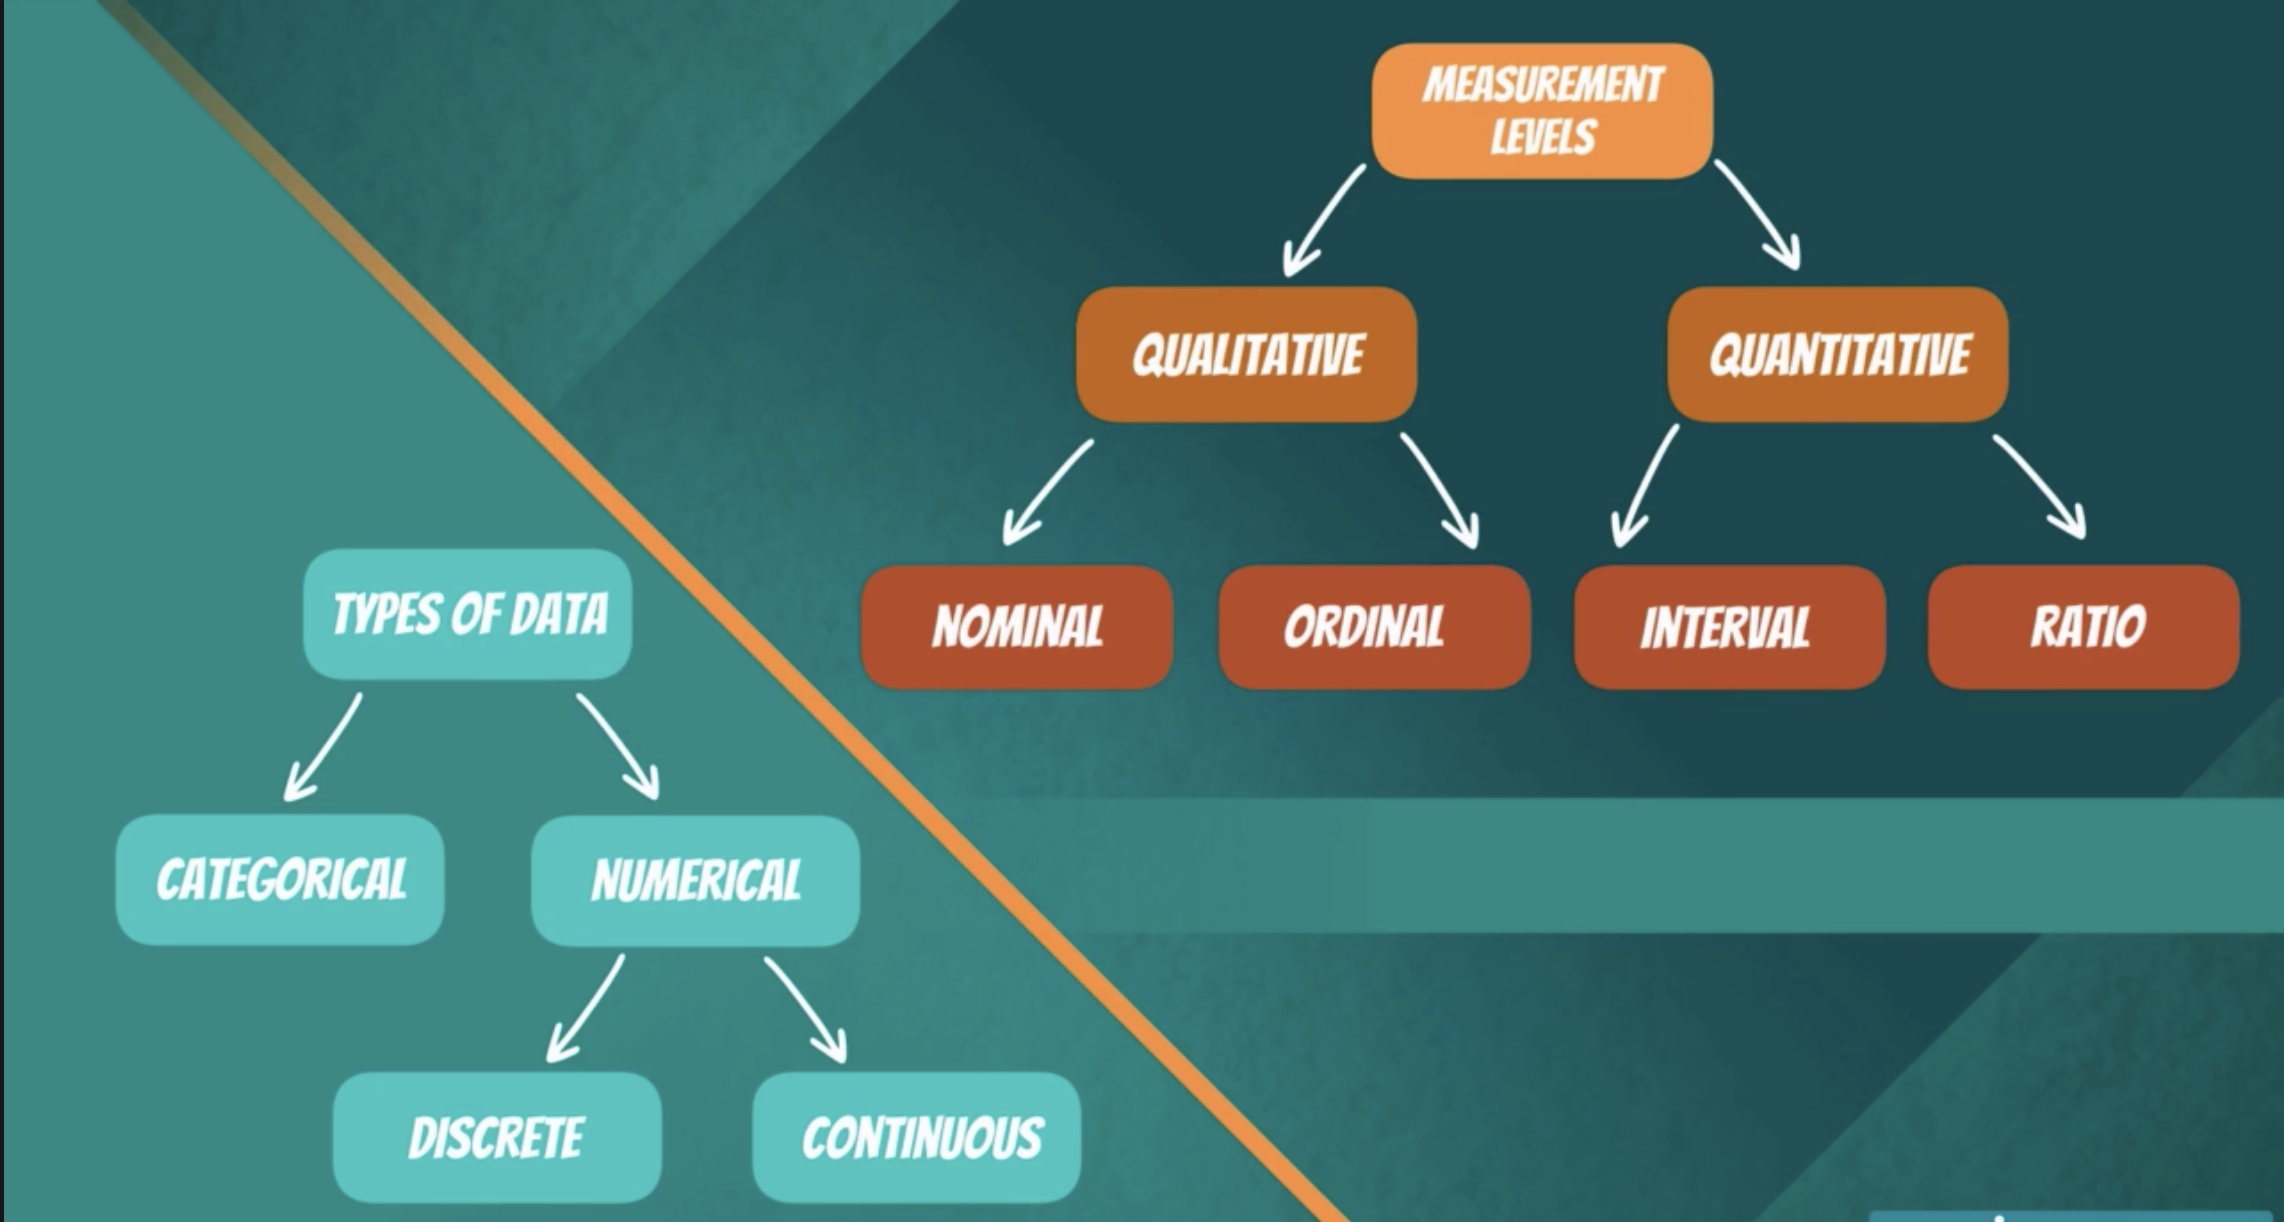 MEASUREMENT
LEVELS
QUALITATIVE
QUANTITATIVE
NOMINAL
ORDINAL
INTERVAL
RATIO
TYPES OF DATA
CATEGORICAL
NUMERICAL
DISCRETE
CONTINUOUS